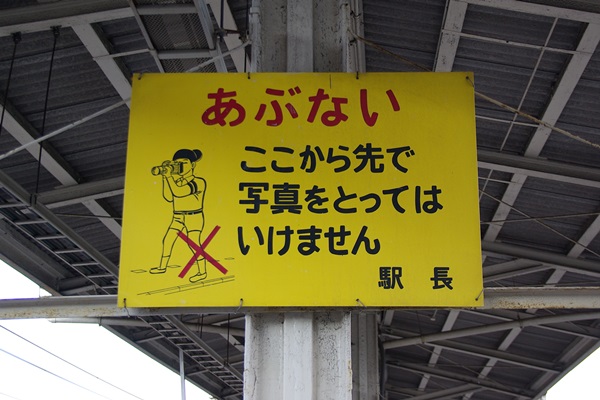 あぶない
ここから先で
写真をとっては
いけません
駅 長